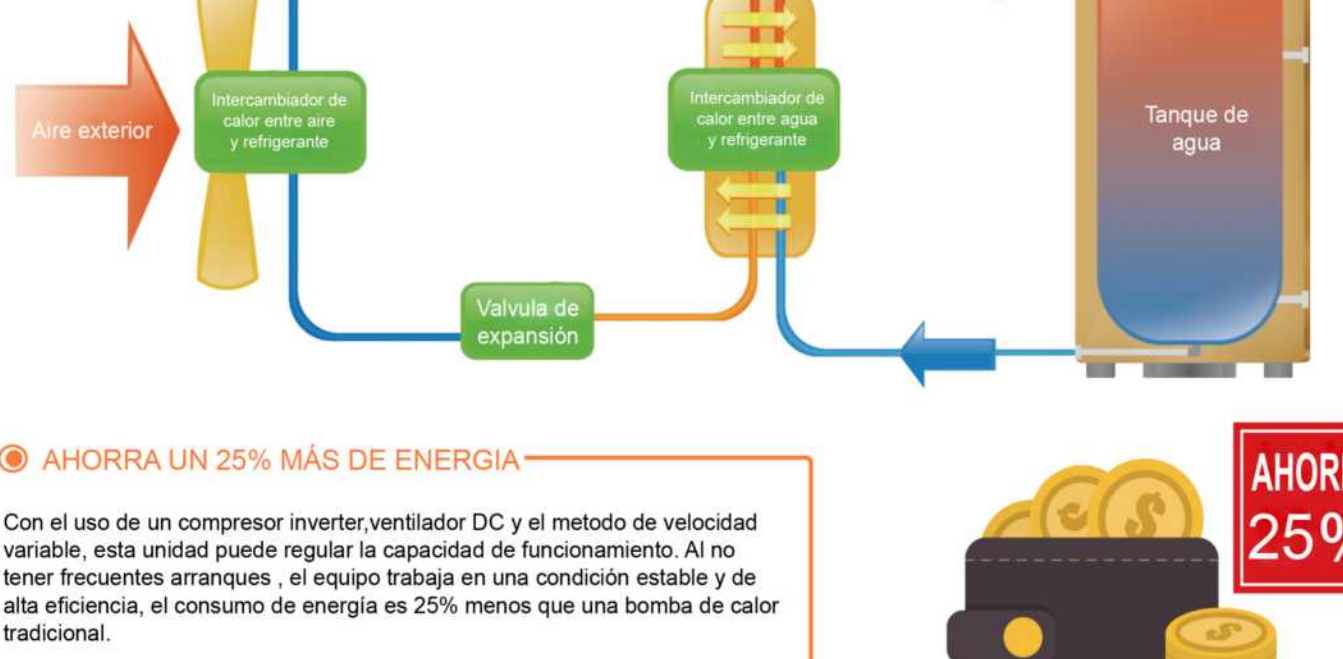 Aire exterior
Intercambiador de
calor entre aire
y refrigerante
Intercambiador de
calor entre agua
y refrigerante
Tanque de
agua
Valvula de
expansión
AHORRA UN 25% MÁS DE ENERGIA
Con el uso de un compresor inverter,ventilador DC y el metodo de velocidad
variable, esta unidad puede regular la capacidad de funcionamiento. Al no
tener frecuentes arranques , el equipo trabaja en una condición estable y de
alta eficiencia, el consumo de energía es 25% menos que una bomba de calor
tradicional.
25%